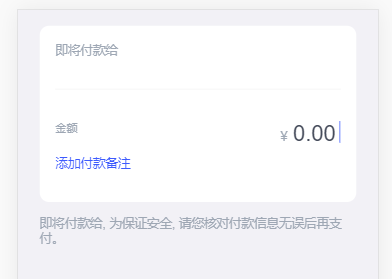 即将付款给
金额
¥ 0.00
添加付款备注
即将付款给, 为保证安全, 请您核对付款信息无误后再支
付。